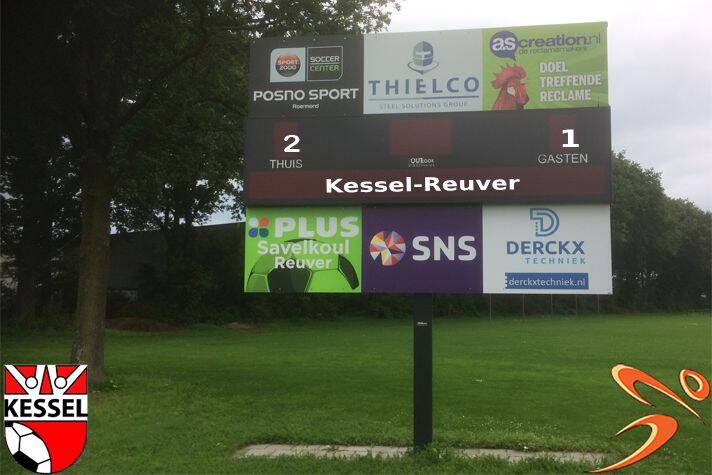 SPORT 2000
SOCCER CENTER
POSNO SPORT
Roermond
THIELCO
STEEL SOLUTIONS GROUP
ascreation.nl
de reclamemakers
DOEL
TREFFENDE
RECLAME
2
THUIS
1
GASTEN
Kessel-Reuver
PLUS
Savelkoul
Reuver
SNS
DERCKX
TECHNIEK
derckxtechniek.nl
KESSEL